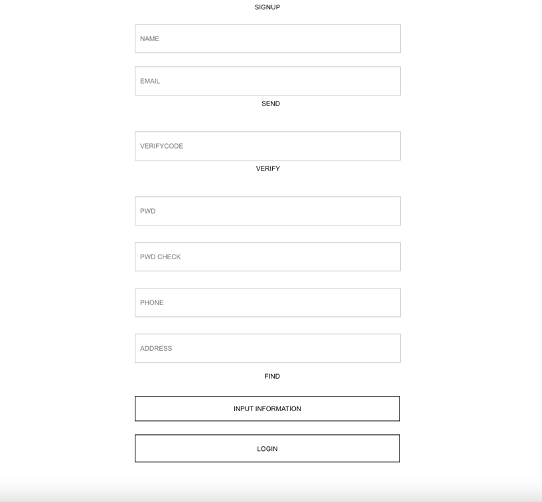 SIGNUP
NAME
EMAIL
SEND
VERIFYCODE
VERIFY
PWD
PWD CHECK
PHONE
ADDRESS
FIND
INPUT INFORMATION
LOGIN